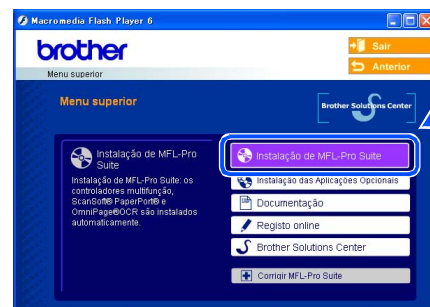 Macromedia Flash Player 6
brother
Sair
Anterior
Menu superior
Menu superior
Brother Solutions Center
Instalação de MFL-Pro
Suite
Instalação de MFL-Pro Suite: os
controladores multifunção,
ScanSoft® PaperPort® e
OmniPage®OCR são instalados
automaticamente.
Instalação de MFL-Pro Suite
Instalação das Aplicações Opcionais
Documentação
Registo online
Brother Solutions Center
Corrigir MFL-Pro Suite